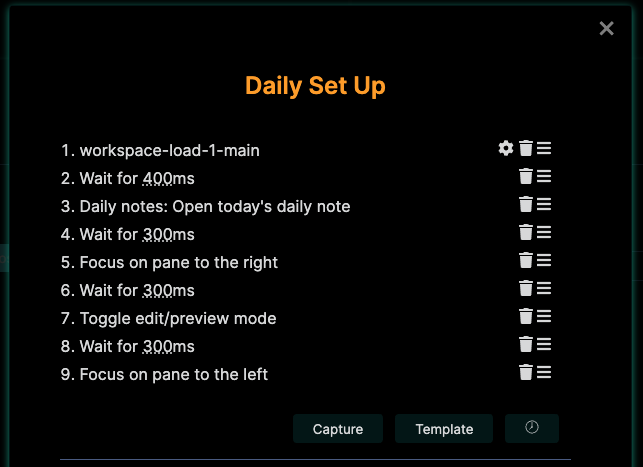 Daily Set Up
1. workspace-load-1-main
2. Wait for 400ms
3. Daily notes: Open today's daily note
4. Wait for 300ms
5. Focus on pane to the right
6. Wait for 300ms
7. Toggle edit/preview mode
8. Wait for 300ms
9. Focus on pane to the left
Capture Template